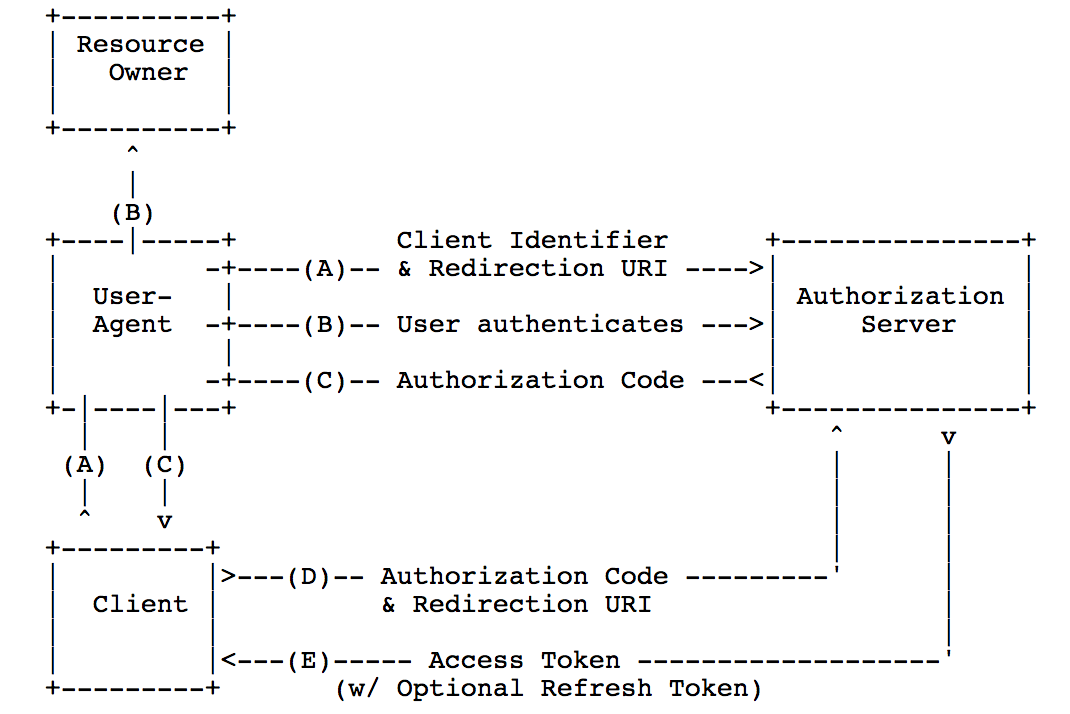 +----------+
| Resource |
|   Owner  |
|          |
+----------+
     ^
     |
    (B)
+----|-----+          Client Identifier      +---------------+
|         -+----(A)-- & Redirection URI ---->|               |
|  User-   |                                 | Authorization |
|  Agent  -+----(B)-- User authenticates --->|     Server    |
|          |                                 |               |
|         -+----(C)-- Authorization Code ---<|               |
+-|----|---+                                 +---------------+
  |    |                                         ^      v
 (A)  (C)                                        |      |
  |    |                                         |      |
  ^    v                                         |      |
+---------+                                      |      |
|         |>---(D)-- Authorization Code ---------'      |
|  Client |          & Redirection URI                  |
|         |                                             |
|         |<---(E)----- Access Token -------------------'
+---------+       (w/ Optional Refresh Token)